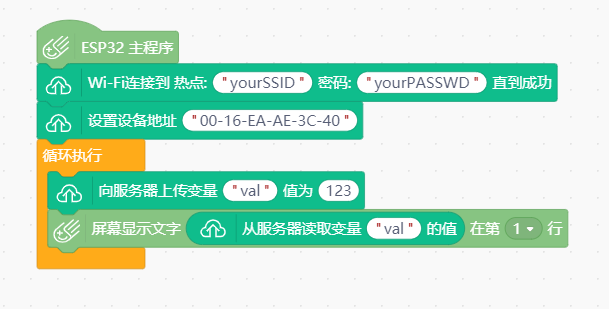 ESP32 主程序
Wi-Fi连接到 热点: "yourSSID" 密码: "yourPASSWD" 直到成功
设置设备地址 "00-16-EA-AE-3C-40"
循环执行
向服务器上传变量 "val" 值为 123
屏幕显示文字 从服务器读取变量 "val" 的值 在第 1 行